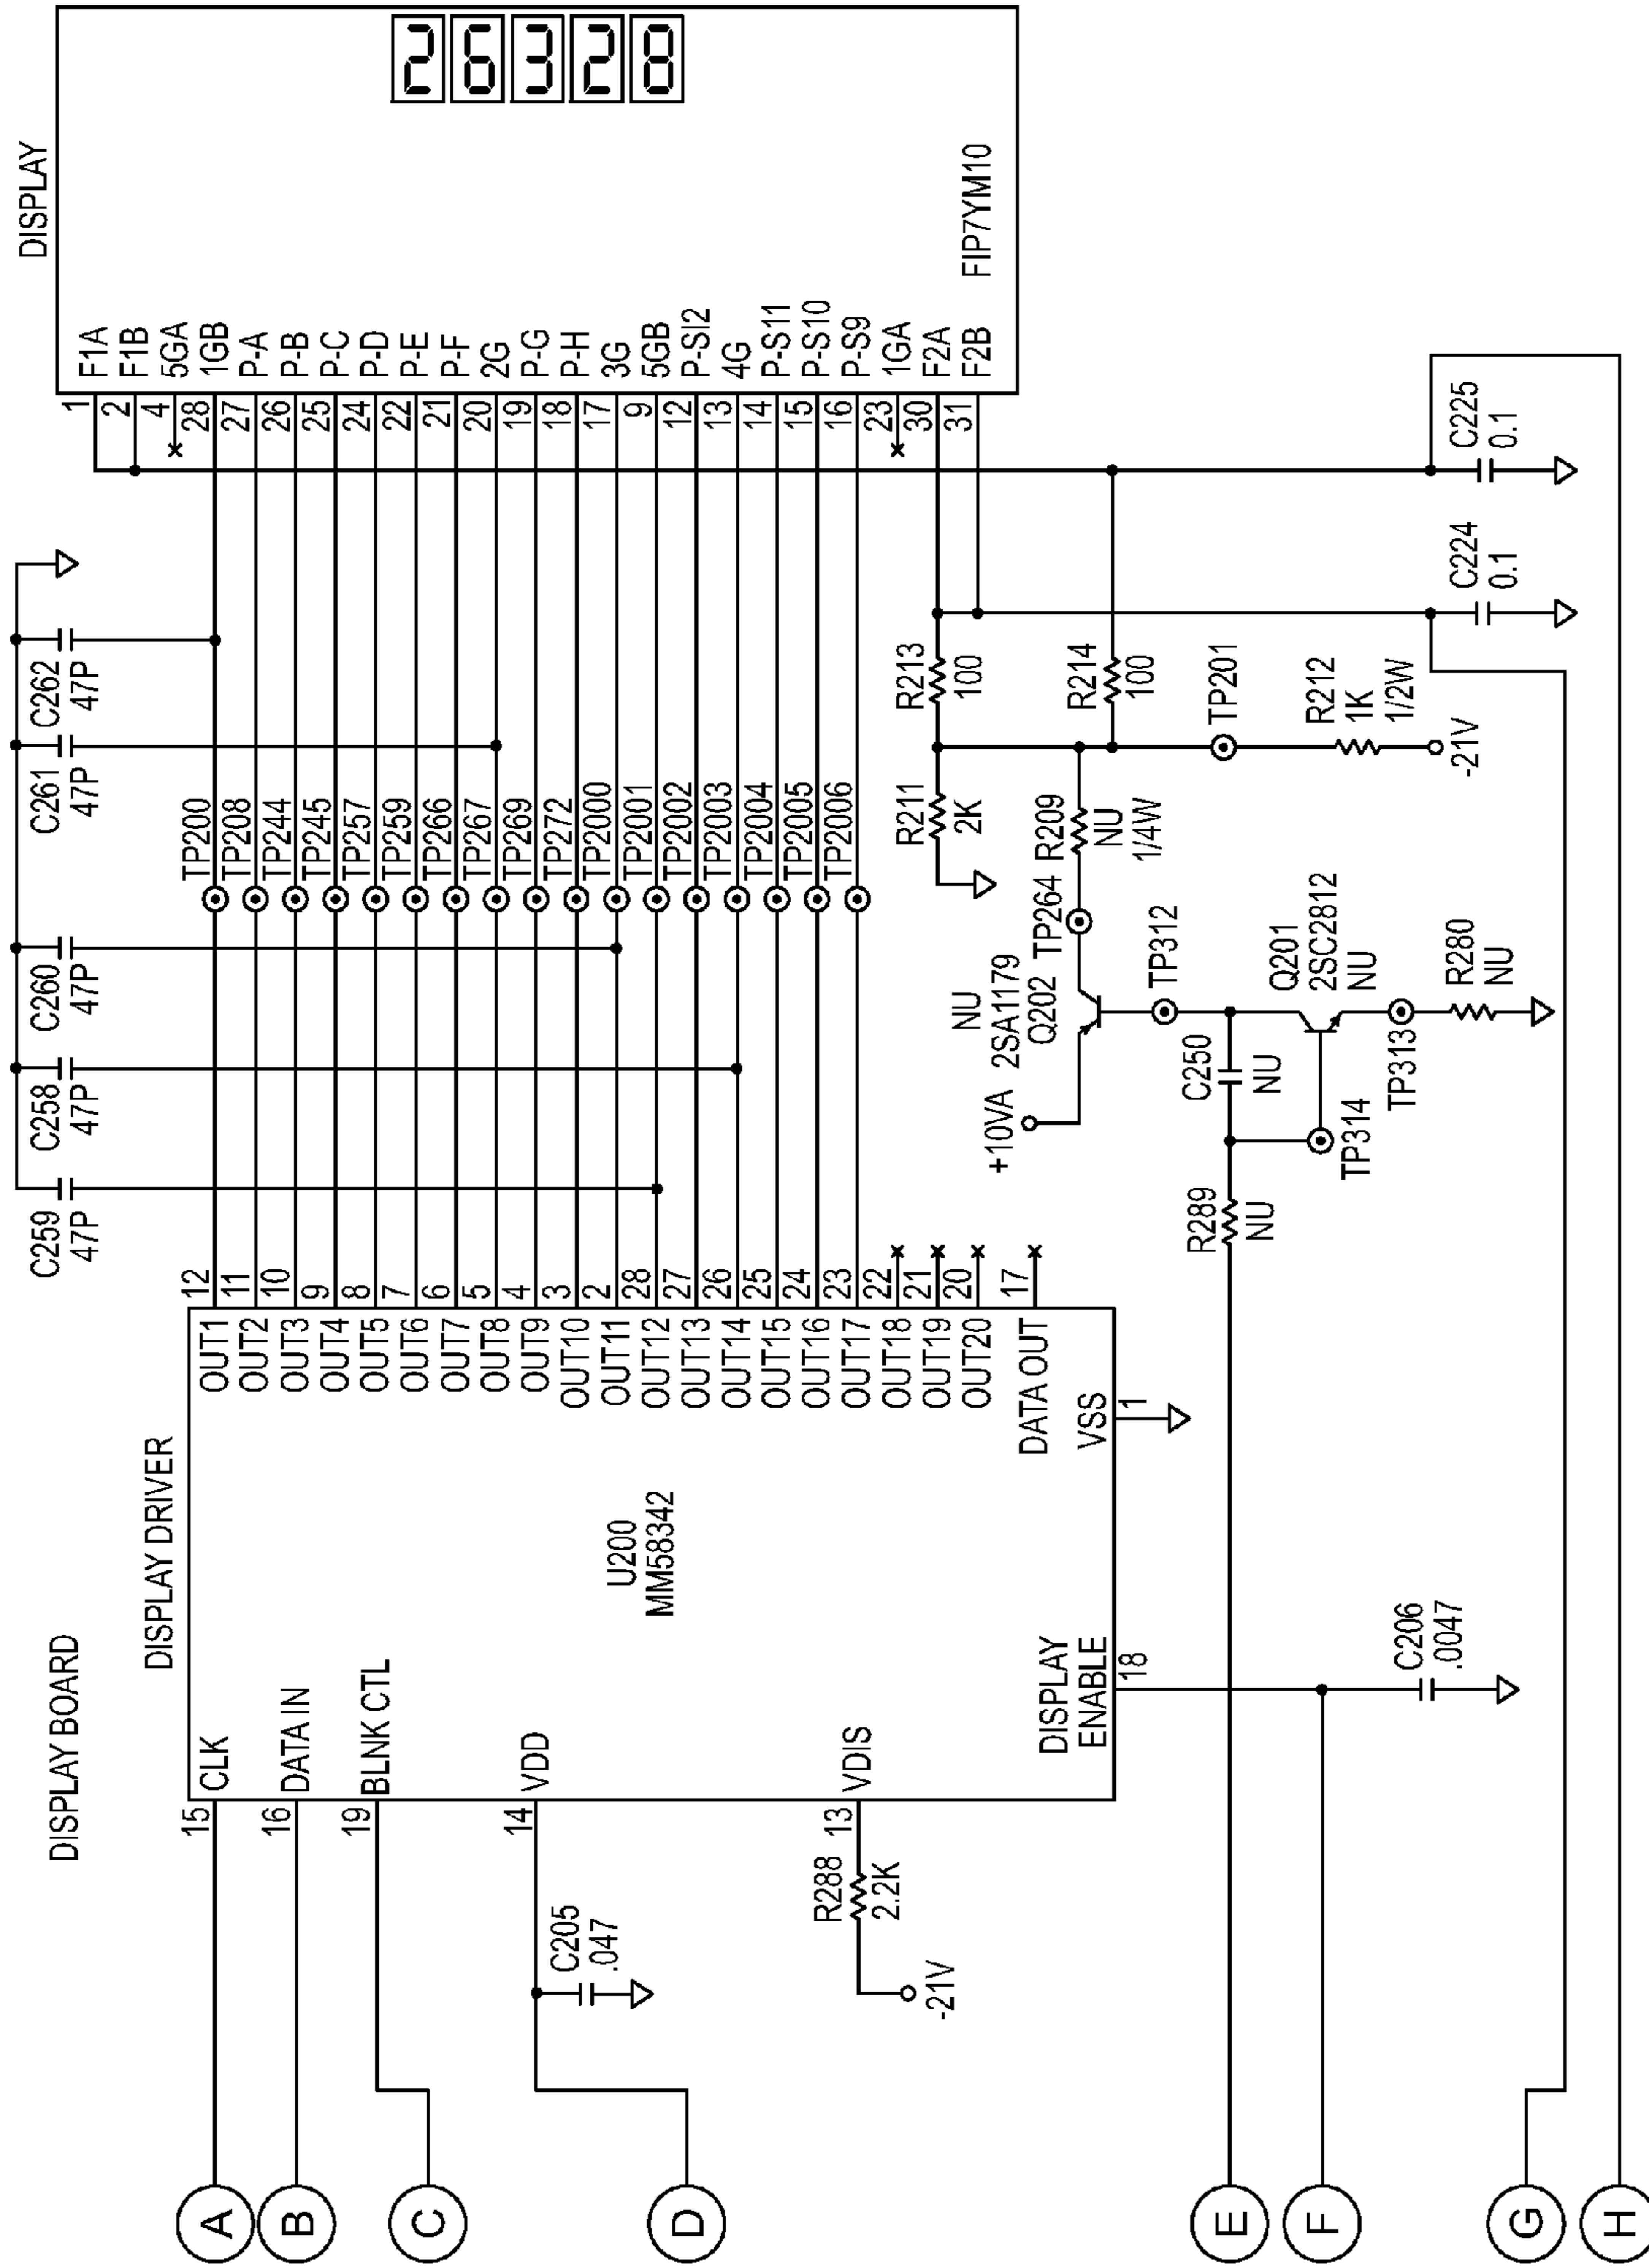 DISPLAY BOARD
DISPLAY DRIVER
DISPLAY
26328
C259
47P
C258
47P
C260
47P
C261
47P
C262
47P
A
B
C
D
E
F
G
H
15
CLK
16
DATA IN
19
BLNK CTL
14
VDD
C205
.047
13
VDIS
R288
2.2K
-21V
U200
MM58342
DISPLAY
ENABLE
18
C206
.0047
VSS
1
OUT1 12
OUT2 11
OUT3 10
OUT4 9
OUT5 8
OUT6 7
OUT7 6
OUT8 5
OUT9 4
OUT10 3
OUT11 2
OUT12 28
OUT13 27
OUT14 26
OUT15 25
OUT16 24
OUT17 23
OUT18 22
OUT19 21
OUT20 20
DATA OUT 17
TP200
TP208
TP244
TP245
TP257
TP259
TP266
TP267
TP269
TP272
TP2000
TP2001
TP2002
TP2003
TP2004
TP2005
TP2006
1 F1A
2 F1B
4 5GA
28 1GB
27 P-A
26 P-B
25 P-C
24 P-D
22 P-E
21 P-F
20 2G
19 P-G
18 P-H
17 3G
9 5GB
12 P-SI2
13 4G
14 P-S11
15 P-S10
16 P-S9
23 1GA
30 F2A
31 F2B
FIP7YM10
R211
2K
R213
100
R214
100
R209
NU
1/4W
TP264
TP201
R212
1K
1/2W
-21V
NU
2SA1179
Q202
+10VA
TP312
C250
NU
R289
NU
TP314
Q201
2SC2812
NU
TP313
R280
NU
C224
0.1
C225
0.1